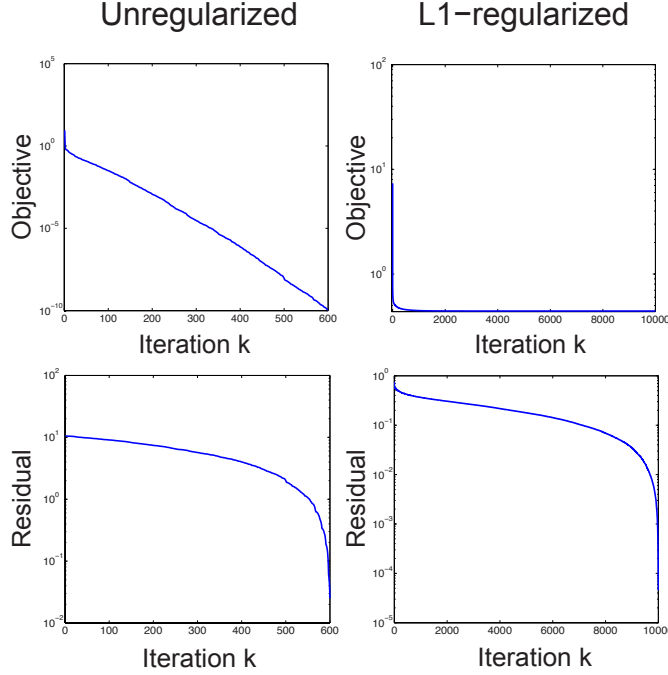 Unregularized
L1-regularized
10^5
10^0
10^-5
10^-10
Objective
0 100 200 300 400 500 600
Iteration k
10^2
10^1
10^0
Objective
0 2000 4000 6000 8000 10000
Iteration k
10^2
10^1
10^0
10^-1
10^-2
Residual
0 100 200 300 400 500 600
Iteration k
10^0
10^-1
10^-2
10^-3
10^-4
10^-5
Residual
0 2000 4000 6000 8000 1000
Iteration k